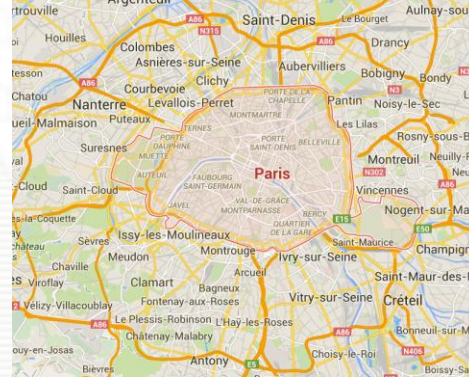 Argenteuil
Saint-Denis
Le Bourget
Aulnay-sou
A86
N315
Houilles
Colombes
Drancy
Asnières-sur-Seine
Aubervilliers
A86
Bobigny
Bondy
Courbevoie
Clichy
PORTE DE LA
CHAPELLE
N3
Chatou
Nanterre
Levallois-Perret
Pantin
Noisy-le-Sec
MONTMARTRE
ueil-Malmaison
Puteaux
TERNES
Les Lilas
PORTE
DAUPHINE
PORTE
SAINT-DENIS
BELLEVILLE
Rosny-sous-B
Suresnes
MUETTE
Montreuil
Neuilly-F
AUTEUIL
FAUBOURG
SAINT-GERMAIN
Paris
N302
A86
-Cloud
Saint-Cloud
Vincennes
VAL-DE-GRÂCE
JAVEL
MONTPARNASSE
BERCY
Nogent-sur-Ma
es-la-Coquette
QUARTIER
DE LA GARE
E15
E50
Sèvres
Issy-les-Moulineaux
Saint-Maurice
Montrouge
Ivry-sur-Seine
Champign
Meudon
Chaville
Arcueil
Saint-Maur-des-F
Viroflay
Clamart
Bagneux
Vitry-sur-Seine
Créteil
Vélizy-Villacoublay
Fontenay-aux-Roses
Le Plessis-Robinson
L'Haÿ-les-Roses
A86
Bonneuil-sur-M
A86
Châtenay-Malabry
ouy-en-Josas
Antony
Choisy-le-Roi
N406
Bièvres
E5
Boissy-Sa